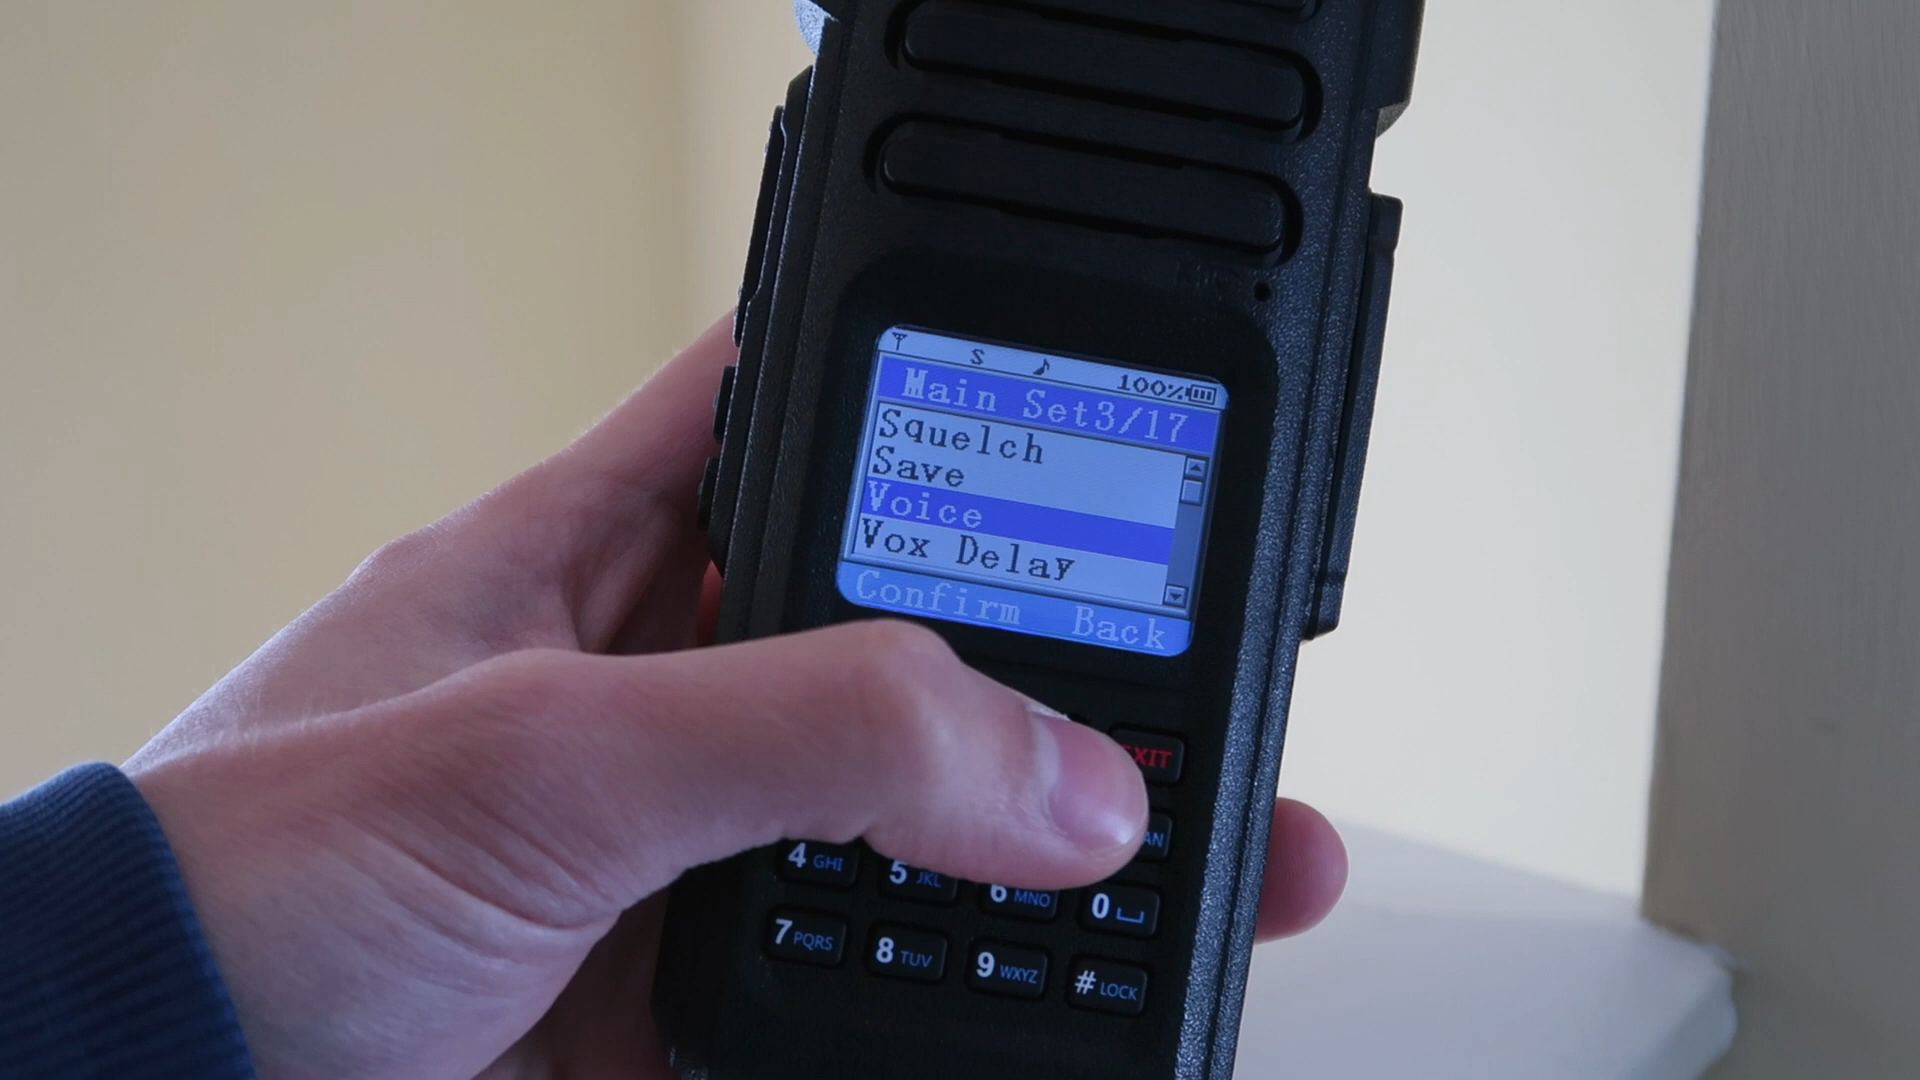 S 100%
Main Set3/17
Squelch
Save
Voice
Vox Delay
Confirm Back
EXIT
4 GHI 5 JKL 6 MNO 0
7 PQRS 8 TUV 9 WXYZ # LOCK